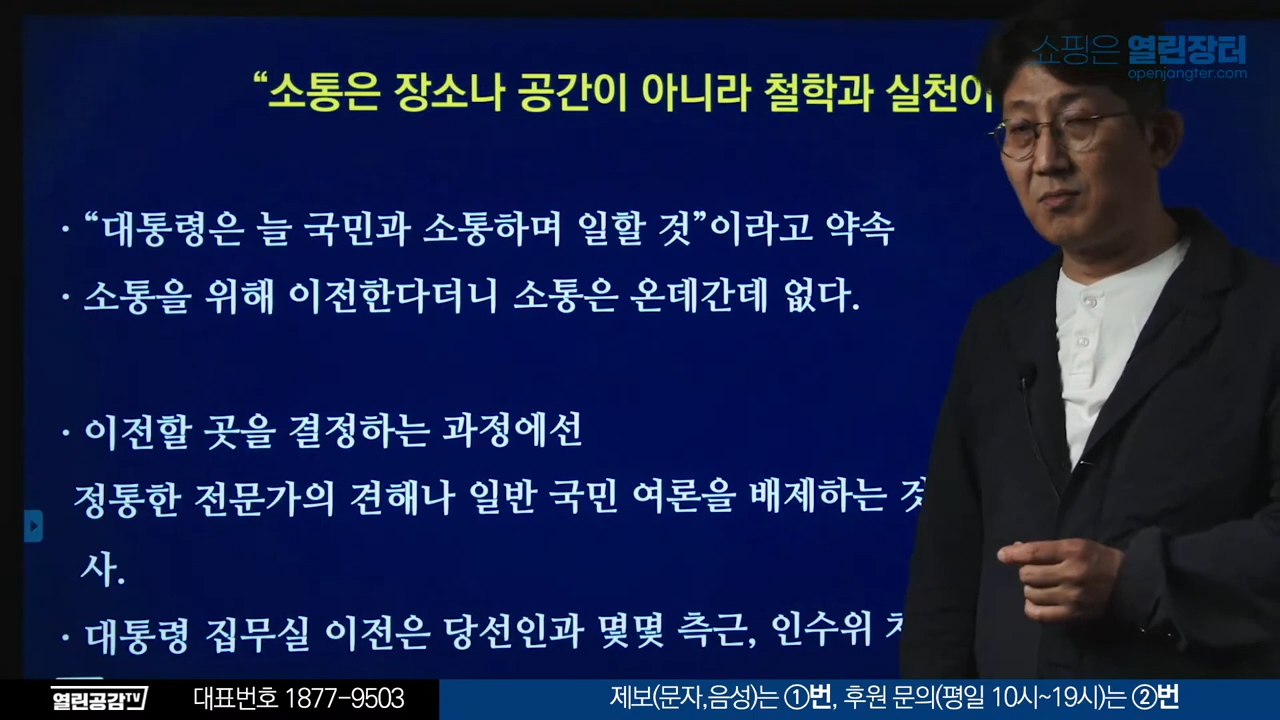 쇼핑은 열린장터
openjangter.com
“소통은 장소나 공간이 아니라 철학과 실천이
· “대통령은 늘 국민과 소통하며 일할 것”이라고 약속
· 소통을 위해 이전한다더니 소통은 온데간데 없다.
· 이전할 곳을 결정하는 과정에선
정통한 전문가의 견해나 일반 국민 여론을 배제하는
사.
· 대통령 집무실 이전은 당선인과 몇몇 측근, 인수위
열린공감TV 대표번호 1877-9503 제보(문자,음성)는 ①번, 후원 문의(평일 10시~19시)는 ②번